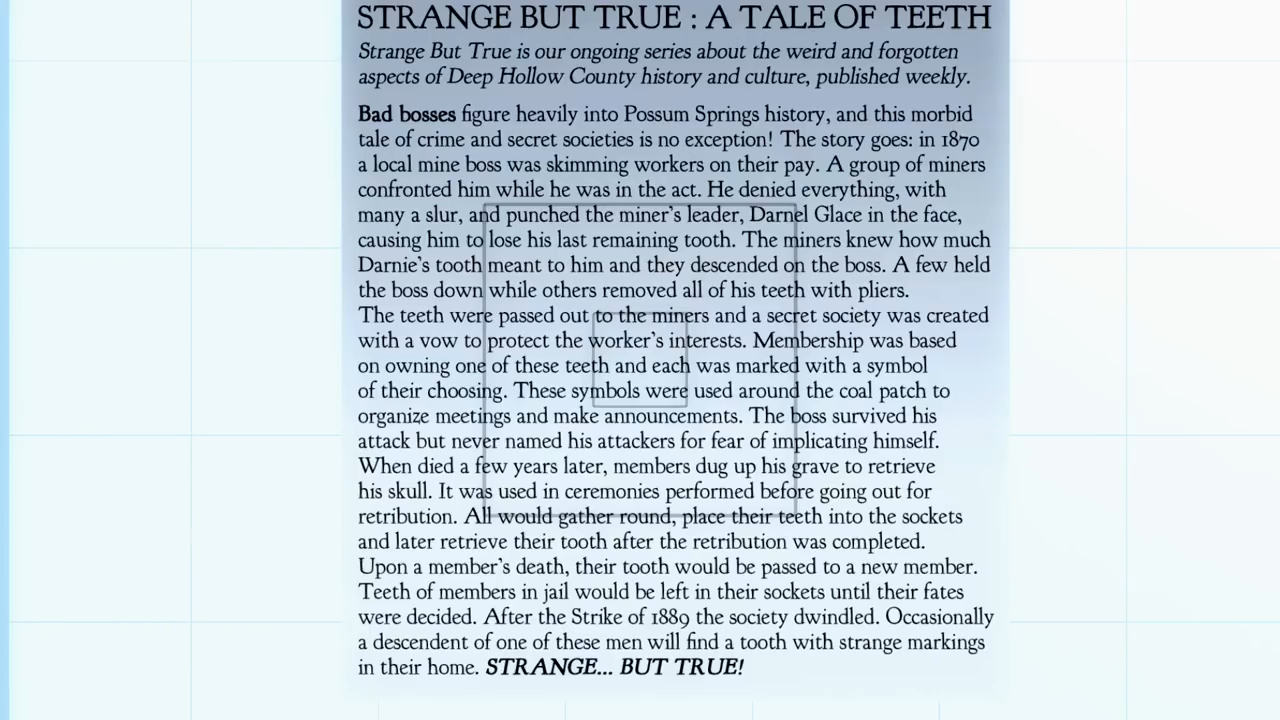 STRANGE BUT TRUE : A TALE OF TEETH
Strange But True is our ongoing series about the weird and forgotten
aspects of Deep Hollow County history and culture, published weekly.
Bad bosses figure heavily into Possum Springs history, and this morbid
tale of crime and secret societies is no exception! The story goes: in 1870
a local mine boss was skimming workers on their pay. A group of miners
confronted him while he was in the act. He denied everything, with
many a slur, and punched the miner's leader, Darnel Glace in the face,
causing him to lose his last remaining tooth. The miners knew how much
Darnie's tooth meant to him and they descended on the boss. A few held
the boss down while others removed all of his teeth with pliers.
The teeth were passed out to the miners and a secret society was created
with a vow to protect the worker's interests. Membership was based
on owning one of these teeth and each was marked with a symbol
of their choosing. These symbols were used around the coal patch to
organize meetings and make announcements. The boss survived his
attack but never named his attackers for fear of implicating himself.
When died a few years later, members dug up his grave to retrieve
his skull. It was used in ceremonies performed before going out for
retribution. All would gather round, place their teeth into the sockets
and later retrieve their tooth after the retribution was completed.
Upon a member's death, their tooth would be passed to a new member.
Teeth of members in jail would be left in their sockets until their fates
were decided. After the Strike of 1889 the society dwindled. Occasionally
a descendent of one of these men will find a tooth with strange markings
in their home. STRANGE... BUT TRUE!